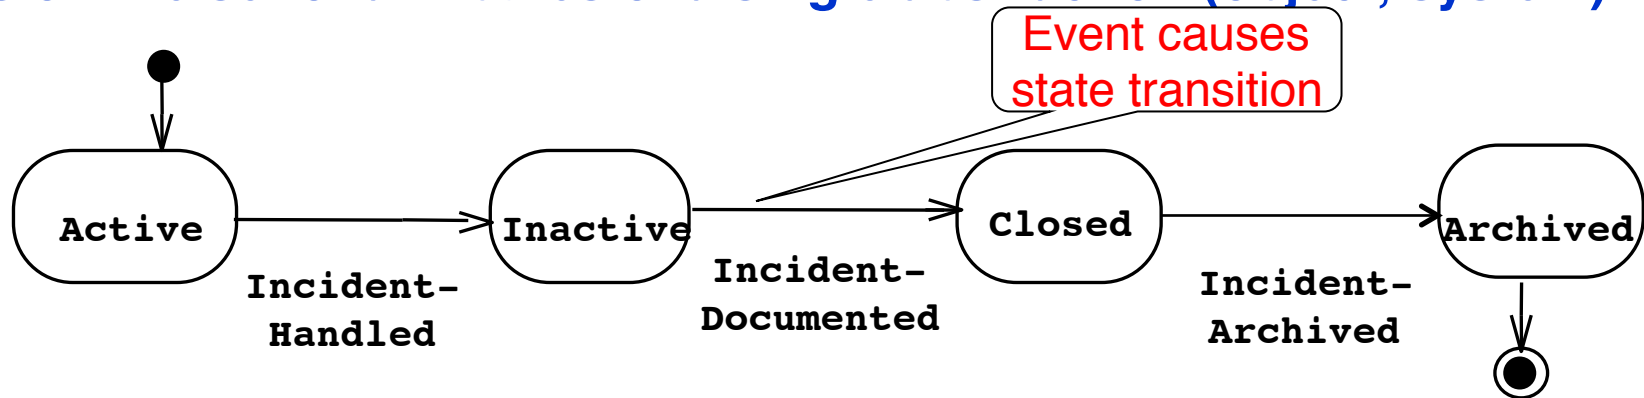 Event causes
state transition
Active
Inactive
Closed
Archived
Incident-
Handled
Incident-
Documented
Incident-
Archived